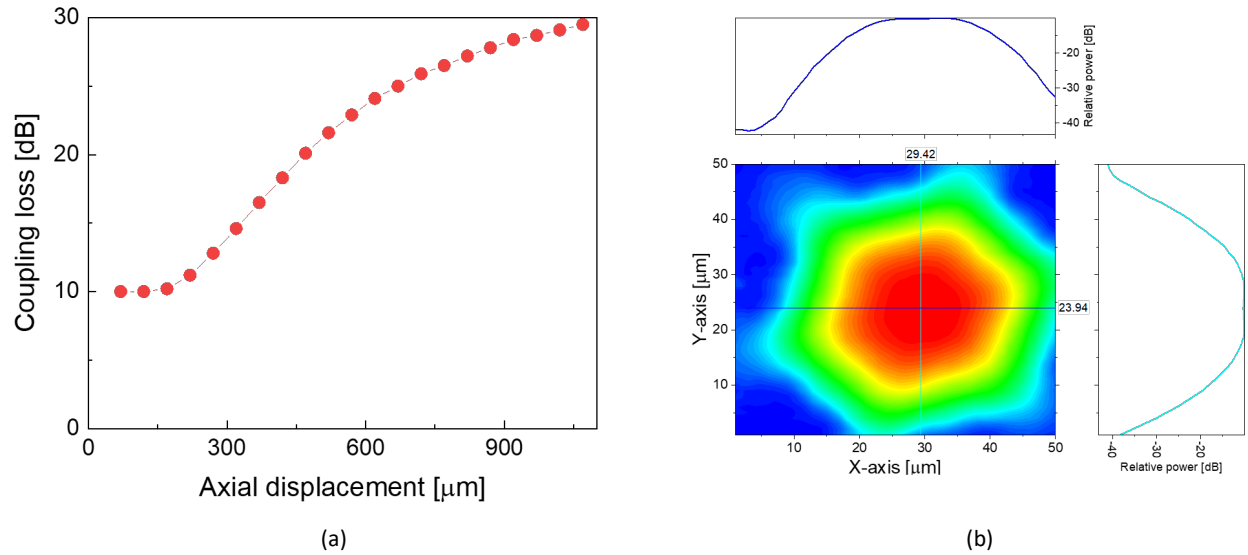 30
20
10
0
Coupling loss [dB]
0 300 600 900
Axial displacement [μm]
(a)
-20
-30
-40
Relative power [dB]
29.42
50
40
30
20
10
Y-axis [μm]
23.94
10 20 30 40 50
X-axis [μm]
-40 -30 -20
Relative power [dB]
(b)